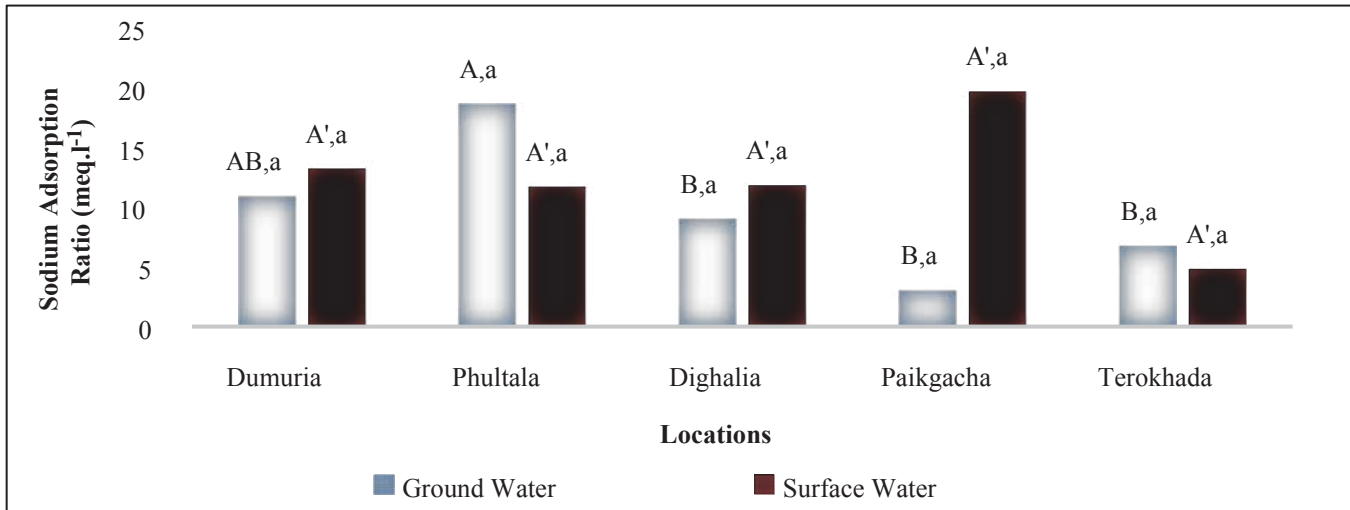 25
20
15
10
5
0
Sodium Adsorption
Ratio (meq.l⁻¹)
AB,a
A',a
A,a
A',a
B,a
A',a
B,a
A',a
B,a
A',a
Dumuria
Phultala
Dighalia
Paikgacha
Terokhada
Locations
Ground Water
Surface Water